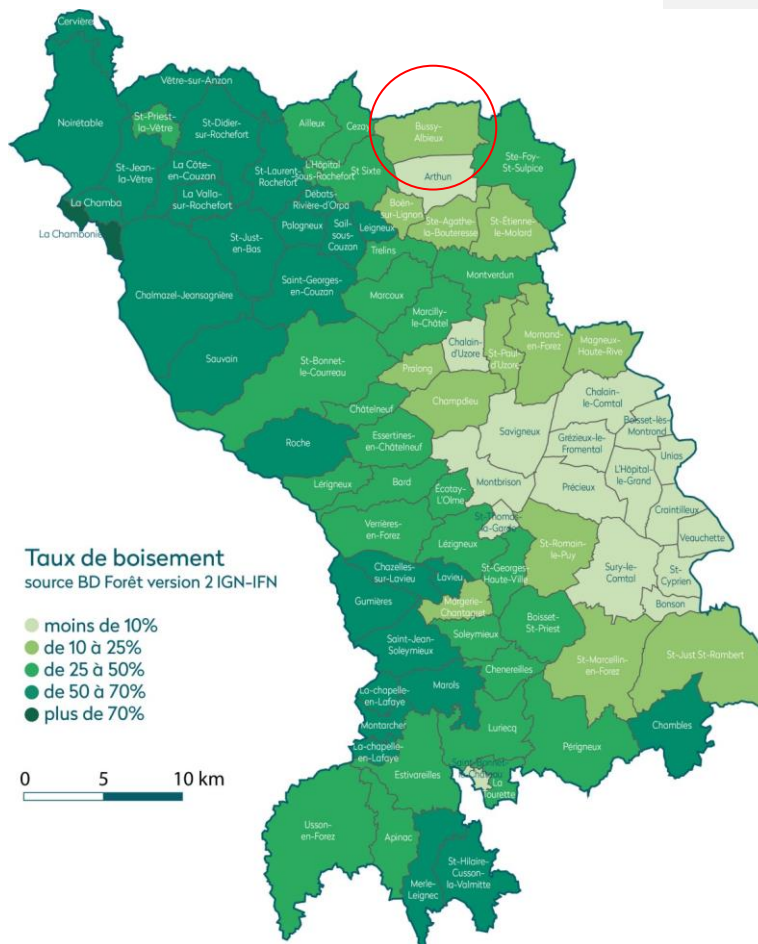 Cervière
Vêtre-sur-Anzon
Noirétable
St-Priest-
la-Vêtre
St-Didier-
sur-Rochefort
Ailleux
Cezay
Bussy-
Albieux
St-Jean-
la-Vêtre
La Côte-
en-Couzan
St-Laurent-
Rochefort
L'Hôpital
-sous-
Rochefort
St Sixte
Arthun
Ste-Foy-
St-Sulpice
La Chamba
La Valla-
sur-Rochefort
Débats-
Rivière-d'Orpa
Boën-
sur-Lignon
Ste-Agathe-
la-Bouteresse
St-Étienne-
le-Molard
La Chambonie
St-Just-
en-Bas
Palogneux
Sail-
sous-
Couzan
Leigneux
Trelins
Montverdun
Chalmazel-Jeansagnière
Saint-Georges-
en-Couzan
Marcoux
Marcilly-
le-Châtel
Sauvain
St-Bonnet-
le-Courreau
Chalain-
d'Uzore
St-Paul-
d'Uzore
Mornand-
en-Forez
Magneux-
Haute-Rive
Pralong
Champdieu
Chalain-
le-Comtal
Châtelneuf
Savigneux
Grézieux-le-
Fromental
Boisset-lès-
Montrond
Roche
Essertines-
en-Châtelneuf
Unias
L'Hôpital-
le-Grand
Lérigneux
Bard
Écotay-
L'Olme
Montbrison
Précieux
Craintilleux
St-Thomas-
la-Garde
Verrières-
en-Forez
Lézigneux
St-Romain-
le-Puy
Veauchette
Taux de boisement
source BD Forêt version 2 IGN-IFN
Chazelles-
sur-Lavieu
Lavieu
St-Georges-
Haute-Ville
Sury-le-
Comtal
St-
Cyprien
Bonson
moins de 10%
de 10 à 25%
de 25 à 50%
de 50 à 70%
plus de 70%
Gumières
Margerie-
Chantagret
Boisset-
St-Priest
Saint-Jean-
Soleymieux
Soleymieux
Chenereilles
St-Marcellin-
en-Forez
St-Just St-Rambert
La-chapelle-
en-Lafaye
Marols
Montarcher
Luriecq
Périgneux
Chambles
La-chapelle-
en-Lafaye
0 5 10 km
Estivareilles
Saint-Bonnet-
le-Château
La
Tourette
Usson-
en-Forez
Apinac
Merle-
Leignec
St-Hilaire-
Cusson-
la-Valmitte